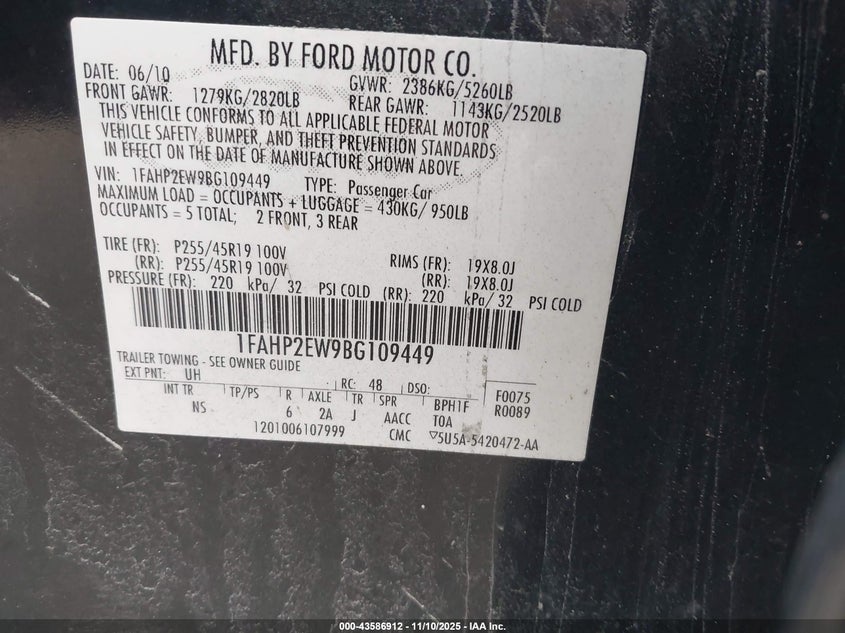 MFD. BY FORD MOTOR CO.
DATE: 06/10 GVWR: 2386KG/5260LB
FRONT GAWR: 1279KG/2820LB REAR GAWR: 1143KG/2520LB
THIS VEHICLE CONFORMS TO ALL APPLICABLE FEDERAL MOTOR
VEHICLE SAFETY, BUMPER, AND THEFT PREVENTION STANDARDS
IN EFFECT ON THE DATE OF MANUFACTURE SHOWN ABOVE.
VIN: 1FAHP2EW9BG109449 TYPE: Passenger Car
MAXIMUM LOAD = OCCUPANTS + LUGGAGE = 430KG/ 950LB
OCCUPANTS = 5 TOTAL; 2 FRONT, 3 REAR
TIRE (FR): P255/45R19 100V RIMS (FR): 19X8.0J
(RR): P255/45R19 100V (RR): 19X8.0J
PRESSURE (FR): 220 kPa/ 32 PSI COLD (RR): 220 kPa/ 32 PSI COLD
1FAHP2EW9BG109449
TRAILER TOWING - SEE OWNER GUIDE
EXT PNT: UH RC: 48 DSO: F0075
INT TR TP/PS R AXLE TR SPR BPH1F R0089
NS 6 2A J AACC TOA
1201006107999 CMC ▽5U5A-5420472-AA
000-43586912 - 11/10/2025 - IAA Inc.